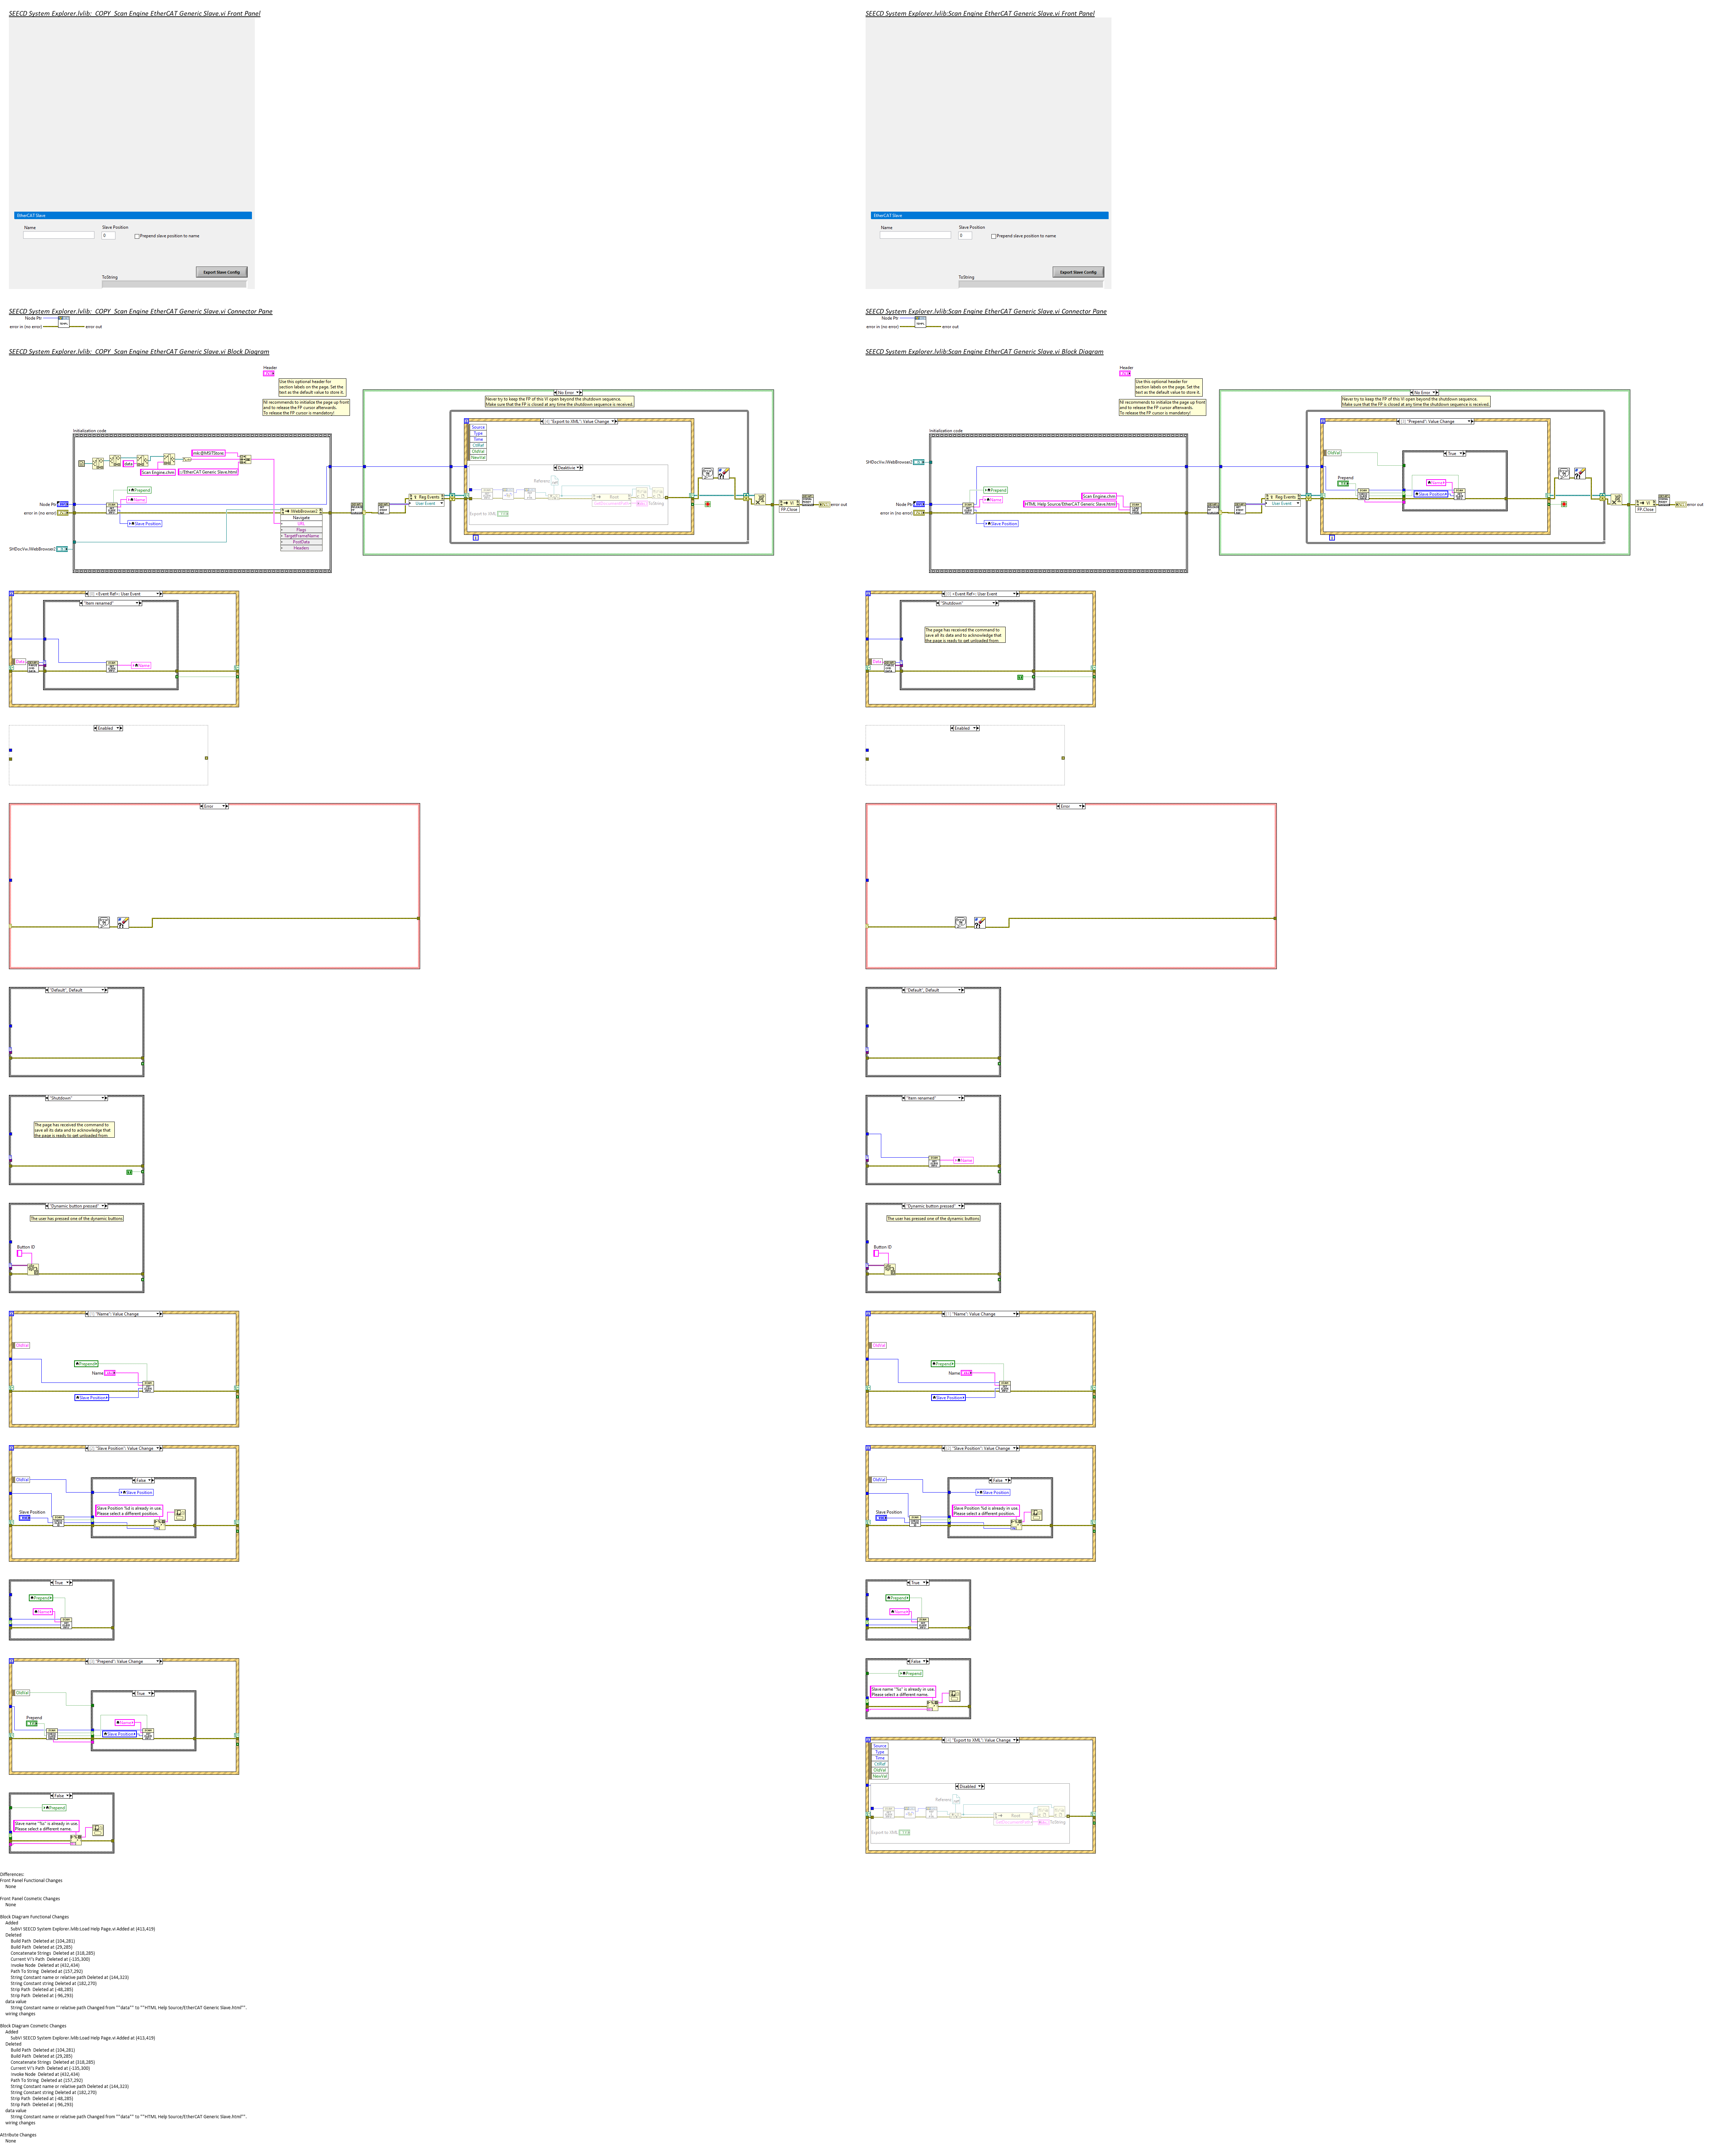 SEECD System Explorer.lvlib:_COPY_Scan Engine EtherCAT Generic Slave.vi Front Panel
EtherCAT Slave
Name
Slave Position
0
Prepend slave position to name
Export Slave Config
ToString
SEECD System Explorer.lvlib:_COPY_Scan Engine EtherCAT Generic Slave.vi Connector Pane
Node Ptr
error in (no error)
error out
SEECD System Explorer.lvlib:_COPY_Scan Engine EtherCAT Generic Slave.vi Block Diagram
Header
Use this optional header for
section labels on the page. Set the
text as the default value to store it.
NI recommends to initialize the page up front
and to release the FP cursor afterwards.
To release the FP cursor is mandatory!
Initialization code
data
Scan Engine.chm
mk:@MSITStore:
::/EtherCAT Generic Slave.html
Prepend
Name
Slave Position
Node Ptr
error in (no error)
SHDocVw.IWebBrowser2
WebBrowser2
Navigate
URL
Flags
TargetFrameName
PostData
Headers
Reg Events
User Event
No Error
Never try to keep the FP of this VI open beyond the shutdown sequence.
Make sure that the FP is closed at any time the shutdown sequence is received.
"Export to XML": Value Change
Source
Type
Time
CtlRef
OldVal
NewVal
Export to XML
ToString
VI
FP.Close
error out
<Event Ref>: User Event
"Item renamed"
Data
Name
Enabled
Error
"Default", Default
"Shutdown"
The page has received the command to
save all its data and to acknowledge that
the page is ready to get unloaded from
"Dynamic button pressed"
The user has pressed one of the dynamic buttons
Button ID
"Name": Value Change
OldVal
Prepend
Name
Slave Position
"Slave Position": Value Change
OldVal
False
Slave Position
Slave Position %d is already in use.
Please select a different position.
Slave Position
True
Prepend
Name
"Prepend": Value Change
OldVal
True
Prepend
Name
Slave Position
False
Prepend
Slave name "%s" is already in use.
Please select a different name.
SEECD System Explorer.lvlib:Scan Engine EtherCAT Generic Slave.vi Front Panel
EtherCAT Slave
Name
Slave Position
0
Prepend slave position to name
Export Slave Config
ToString
SEECD System Explorer.lvlib:Scan Engine EtherCAT Generic Slave.vi Connector Pane
Node Ptr
error in (no error)
error out
SEECD System Explorer.lvlib:Scan Engine EtherCAT Generic Slave.vi Block Diagram
Header
Use this optional header for
section labels on the page. Set the
text as the default value to store it.
NI recommends to initialize the page up front
and to release the FP cursor afterwards.
To release the FP cursor is mandatory!
Initialization code
SHDocVw.IWebBrowser2
Prepend
Name
Scan Engine.chm
HTML Help Source/EtherCAT Generic Slave.html
Node Ptr
error in (no error)
Slave Position
Reg Events
User Event
No Error
Never try to keep the FP of this VI open beyond the shutdown sequence.
Make sure that the FP is closed at any time the shutdown sequence is received.
"Prepend": Value Change
OldVal
True
Prepend
Name
Slave Position
VI
FP.Close
error out
<Event Ref>: User Event
"Shutdown"
The page has received the command to
save all its data and to acknowledge that
the page is ready to get unloaded from
Data
Enabled
Error
"Default", Default
"Item renamed"
Name
"Dynamic button pressed"
The user has pressed one of the dynamic buttons
Button ID
"Name": Value Change
OldVal
Prepend
Name
Slave Position
"Slave Position": Value Change
OldVal
False
Slave Position
Slave Position %d is already in use.
Please select a different position.
Slave Position
True
Prepend
Name
False
Prepend
Slave name "%s" is already in use.
Please select a different name.
"Export to XML": Value Change
Source
Type
Time
CtlRef
OldVal
NewVal
Disabled
Reference
Export to XML
ToString
Differences:
Front Panel Functional Changes
None
Front Panel Cosmetic Changes
None
Block Diagram Functional Changes
Added
SubVI SEECD System Explorer.lvlib:Load Help Page.vi Added at (413,419)
Deleted
Build Path Deleted at (104,281)
Build Path Deleted at (29,285)
Concatenate Strings Deleted at (318,285)
Current VI's Path Deleted at (-135,300)
Invoke Node Deleted at (432,434)
Path To String Deleted at (157,292)
String Constant name or relative path Deleted at (144,323)
String Constant string Deleted at (182,270)
Strip Path Deleted at (-48,285)
Strip Path Deleted at (-96,293)
data value
String Constant name or relative path Changed from ""data"" to ""HTML Help Source/EtherCAT Generic Slave.html"".
wiring changes
Block Diagram Cosmetic Changes
Added
SubVI SEECD System Explorer.lvlib:Load Help Page.vi Added at (413,419)
Deleted
Build Path Deleted at (104,281)
Build Path Deleted at (29,285)
Concatenate Strings Deleted at (318,285)
Current VI's Path Deleted at (-135,300)
Invoke Node Deleted at (432,434)
Path To String Deleted at (157,292)
String Constant name or relative path Deleted at (144,323)
String Constant string Deleted at (182,270)
Strip Path Deleted at (-48,285)
Strip Path Deleted at (-96,293)
data value
String Constant name or relative path Changed from ""data"" to ""HTML Help Source/EtherCAT Generic Slave.html"".
wiring changes
Attribute Changes
None